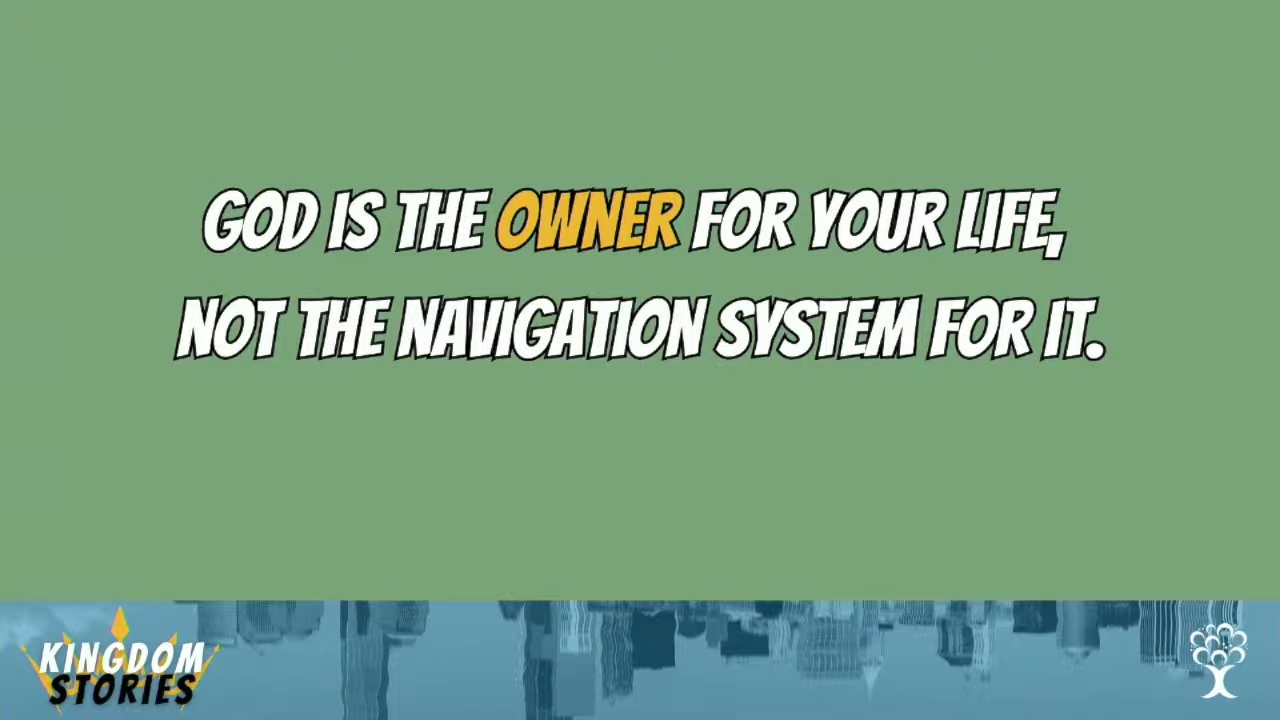 GOD IS THE OWNER FOR YOUR LIFE,
NOT THE NAVIGATION SYSTEM FOR IT.
KINGDOM
STORIES